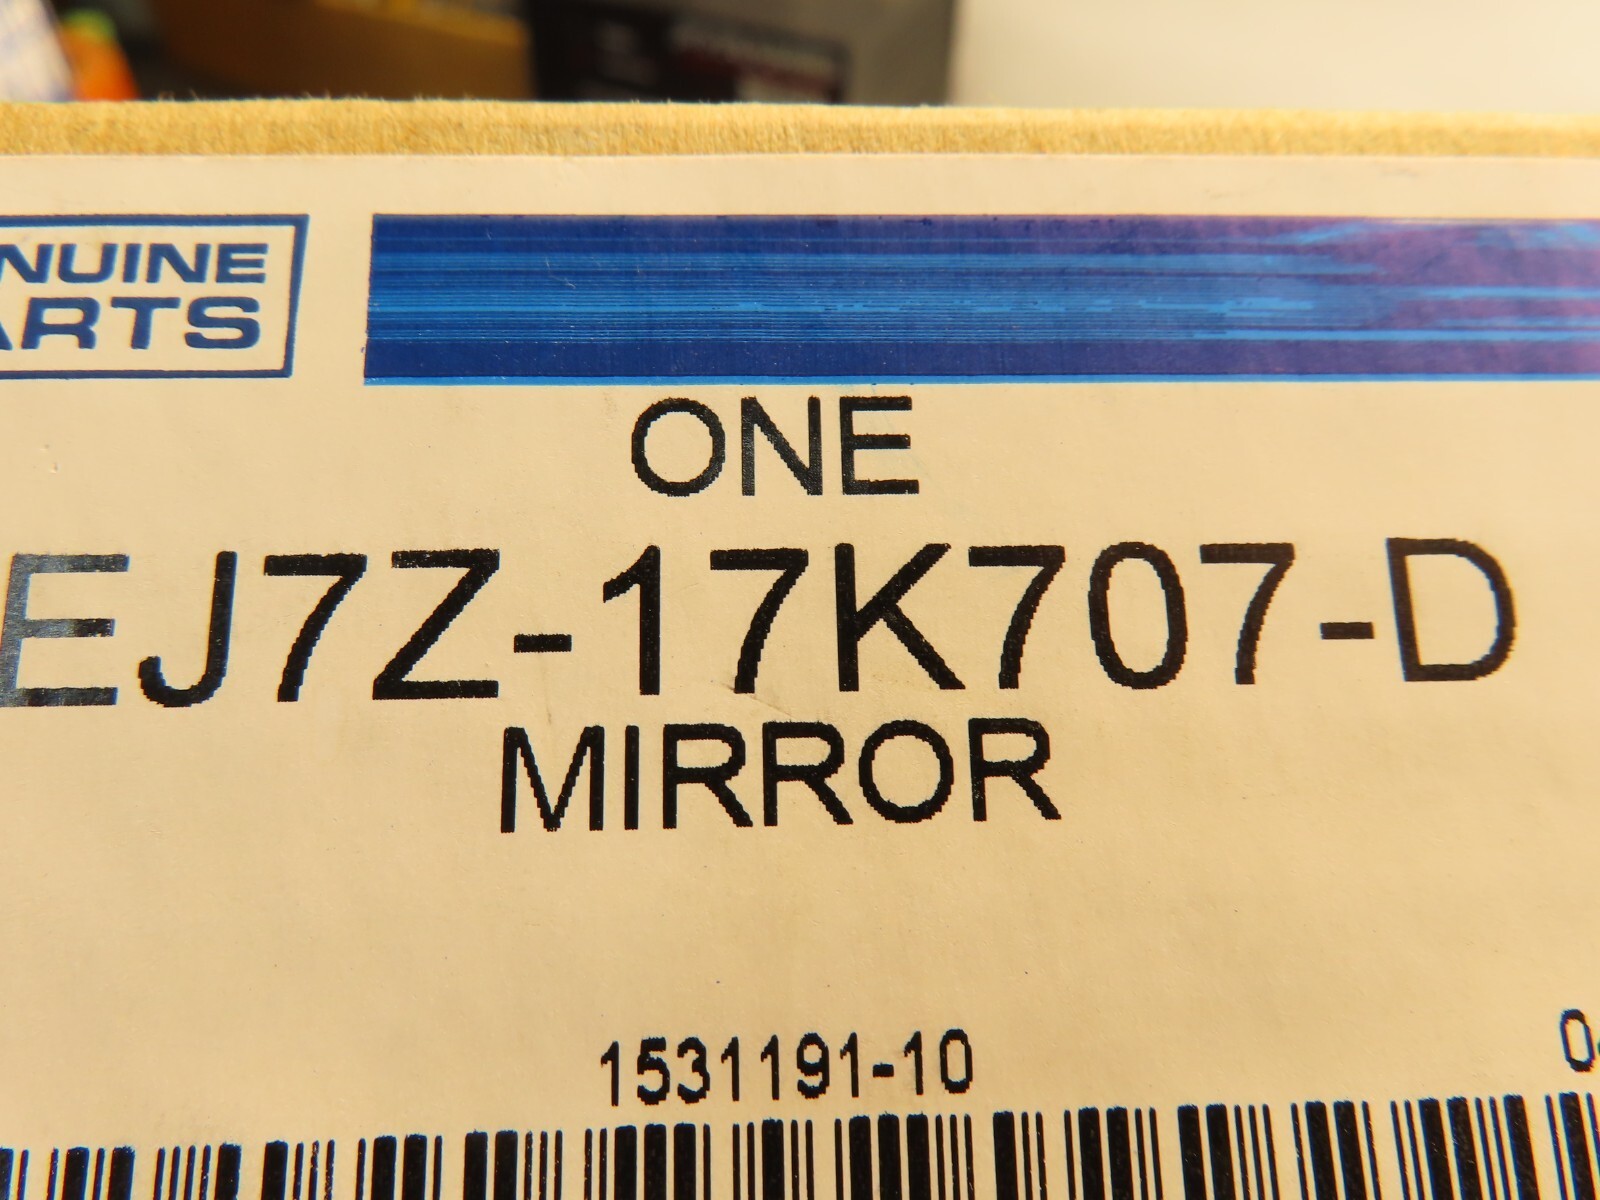 NUINE
ARTS
ONE
EJ7Z-17K707-D
MIRROR
1531191-10